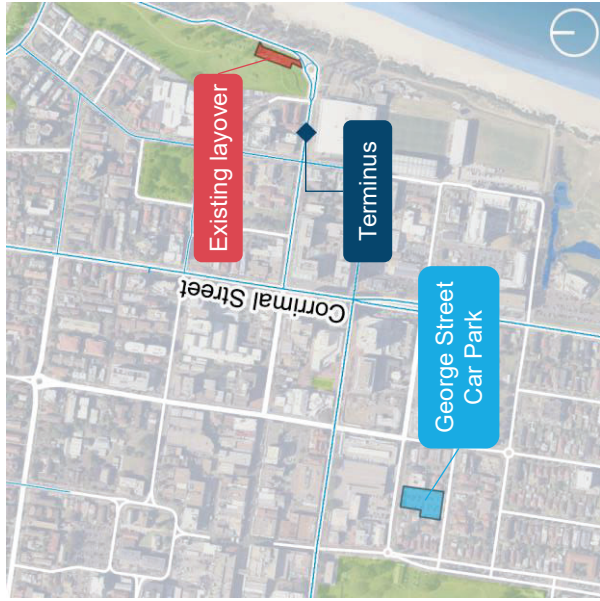 Existing layover
Terminus
Corrimal Street
George Street
Car Park